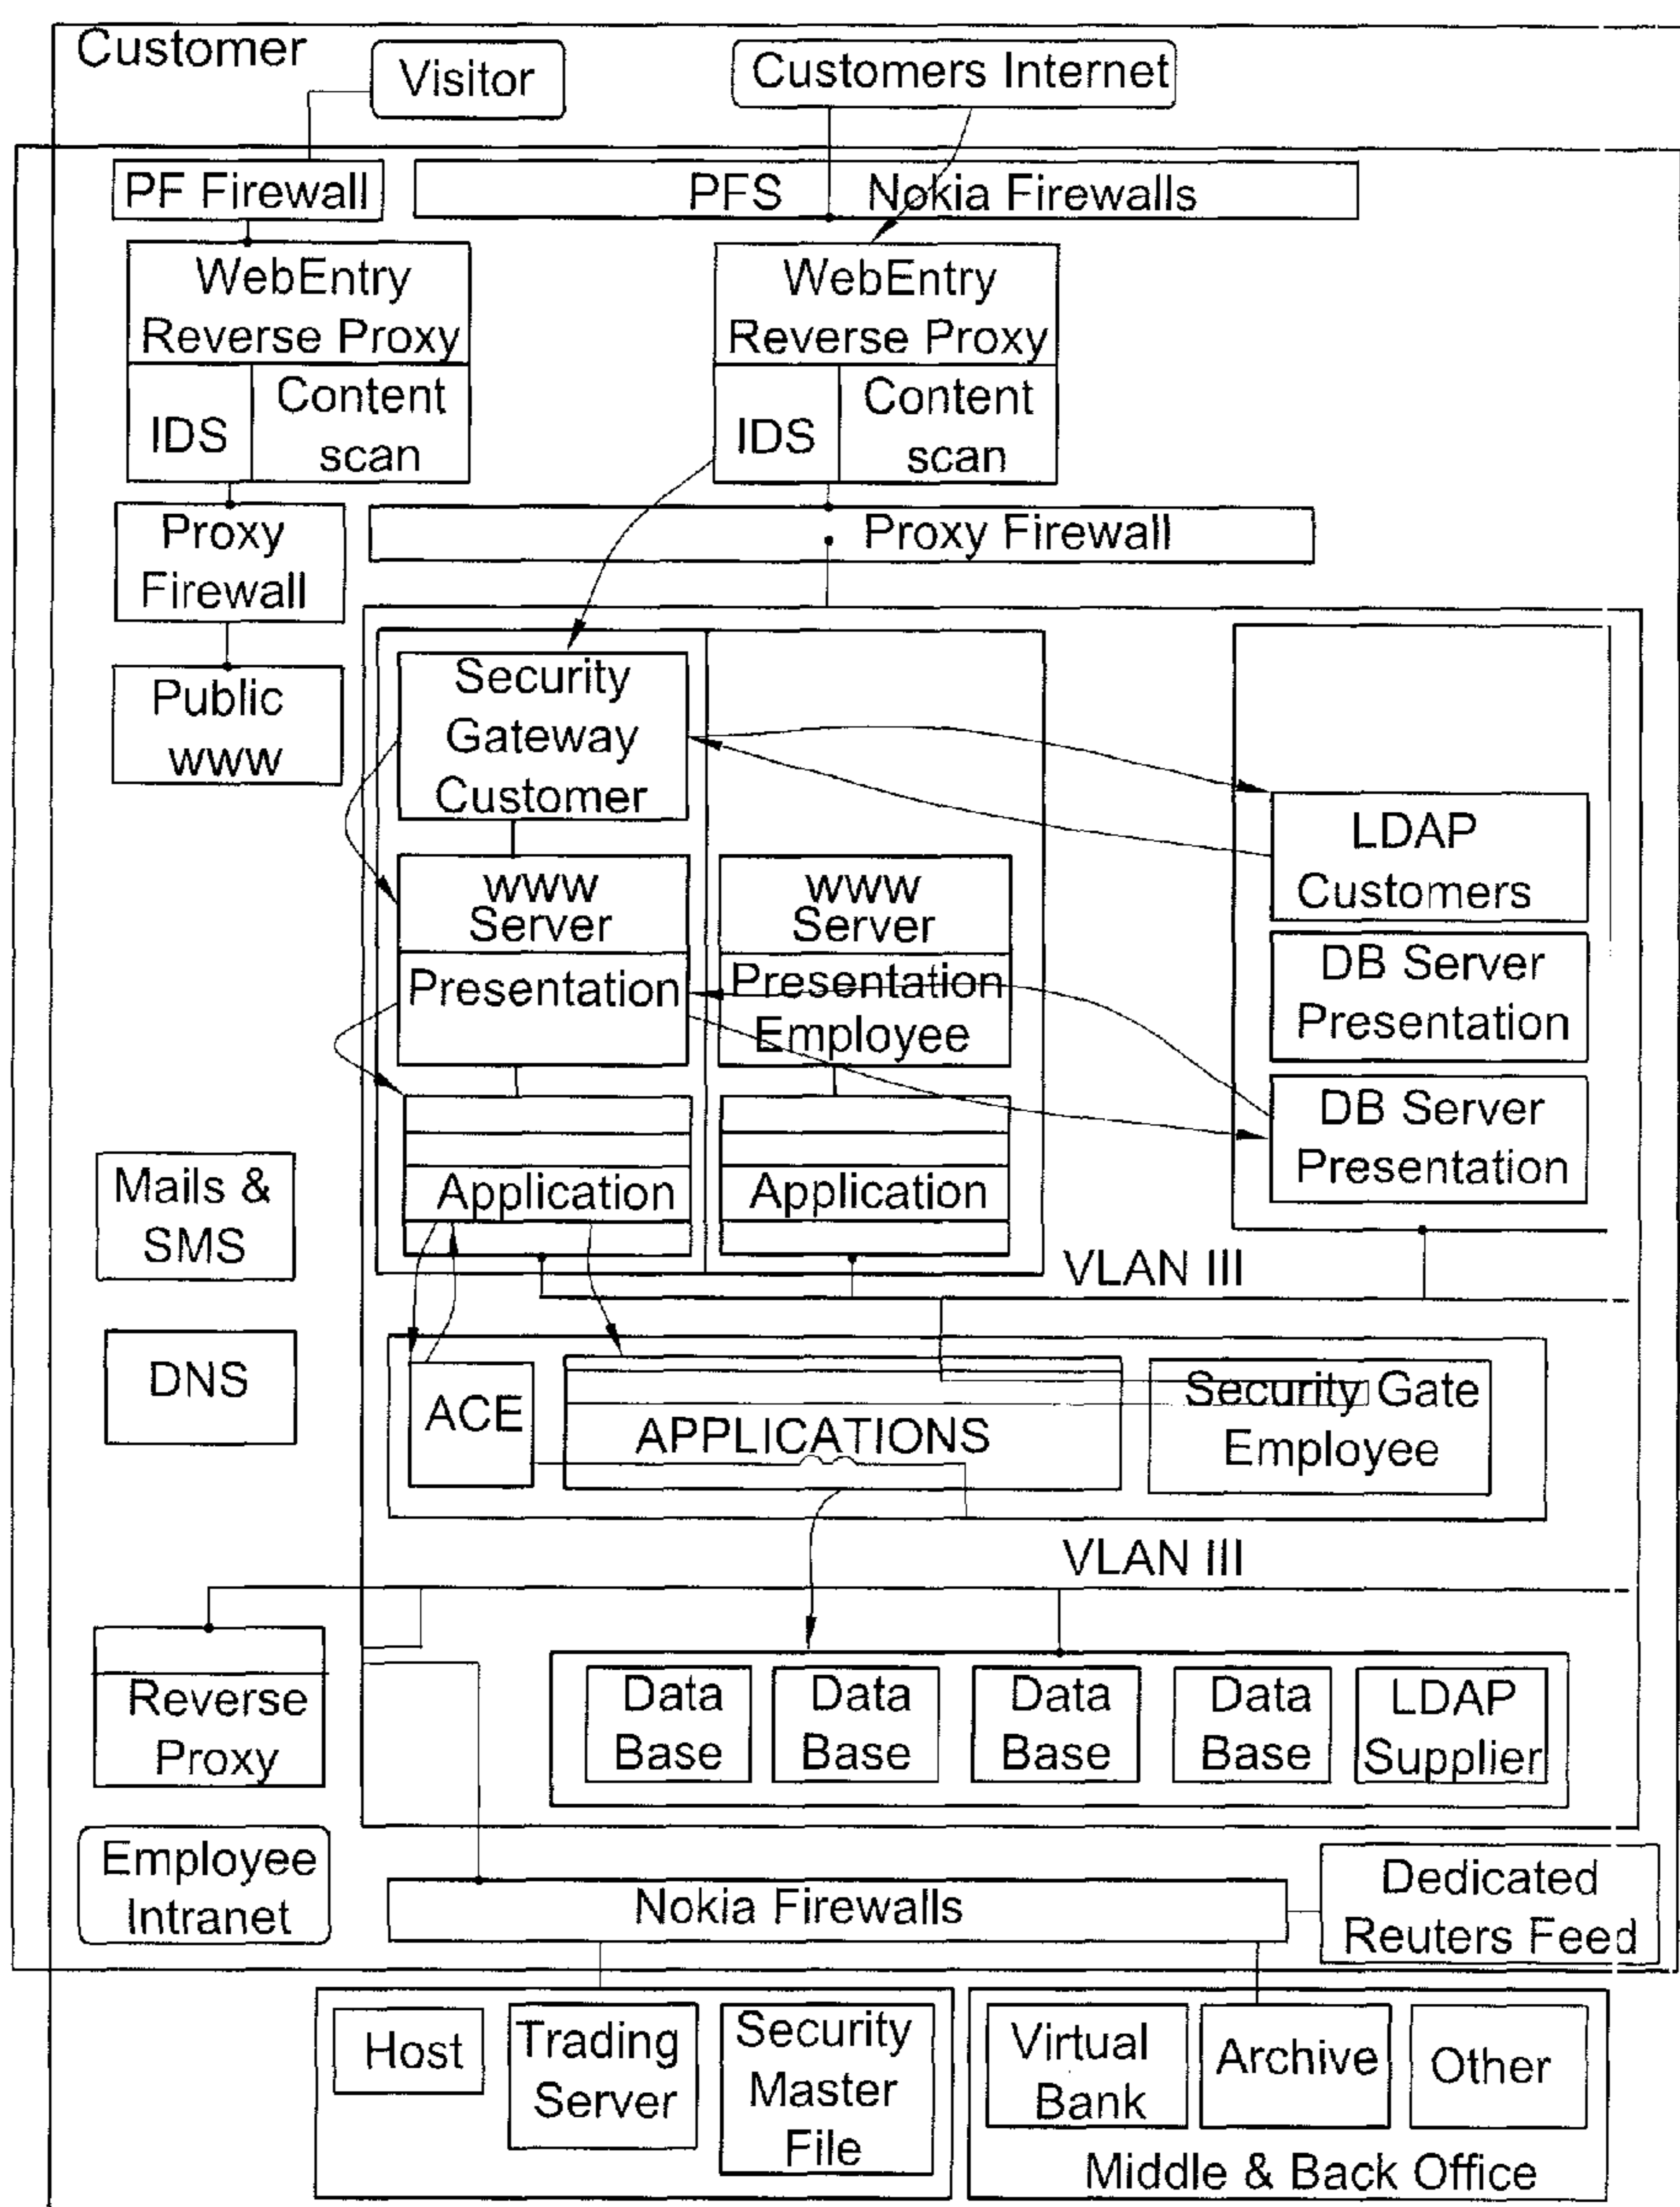 Customer
Visitor
Customers Internet
PF Firewall
PFS Nokia Firewalls
WebEntry
Reverse Proxy
IDS
Content
scan
WebEntry
Reverse Proxy
IDS
Content
scan
Proxy
Firewall
Proxy Firewall
Public
www
Security
Gateway
Customer
LDAP
Customers
www
Server
Presentation
www
Server
Presentation
Employee
DB Server
Presentation
DB Server
Presentation
Application
Application
Mails &
SMS
VLAN III
DNS
ACE
APPLICATIONS
Security Gate
Employee
VLAN III
Reverse
Proxy
Data
Base
Data
Base
Data
Base
Data
Base
LDAP
Supplier
Employee
Intranet
Nokia Firewalls
Dedicated
Reuters Feed
Host
Trading
Server
Security
Master
File
Virtual
Bank
Archive
Other
Middle & Back Office